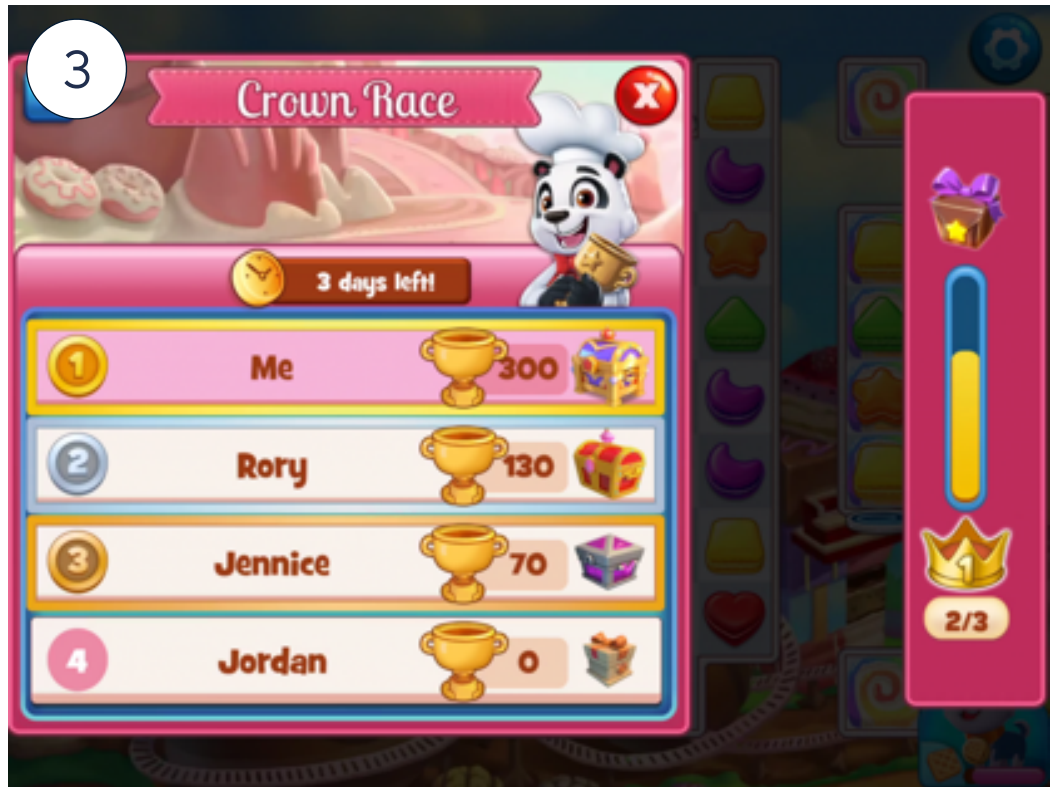 3
Crown Race
X
3 days left!
1 Me 300
2 Rory 130
3 Jennice 70
4 Jordan 0
1
2/3